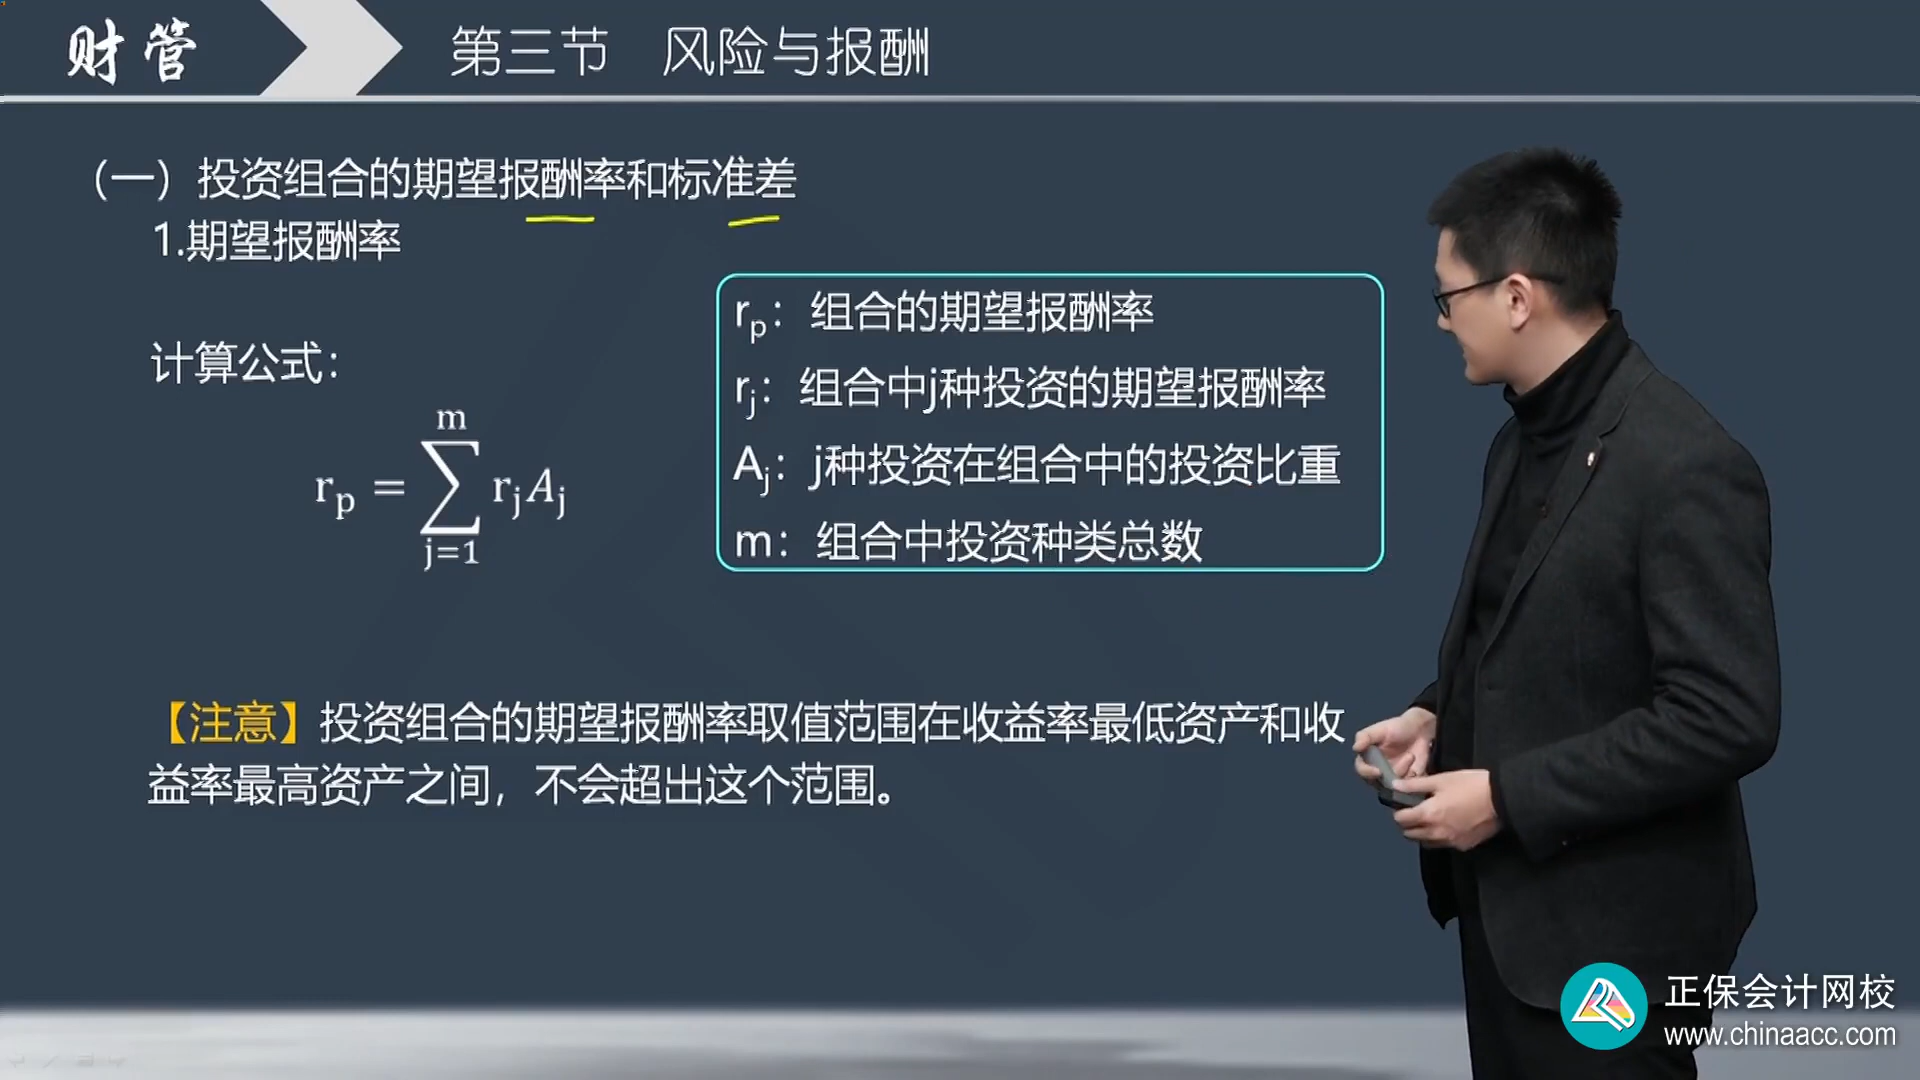 财管
第三节 风险与报酬
（一）投资组合的期望报酬率和标准差
1.期望报酬率
计算公式：
m
rp = ∑ rjAj
j=1
rp：组合的期望报酬率
rj：组合中j种投资的期望报酬率
Aj：j种投资在组合中的投资比重
m：组合中投资种类总数
【注意】投资组合的期望报酬率取值范围在收益率最低资产和收
益率最高资产之间，不会超出这个范围。
正保会计网校
www.chinaacc.com